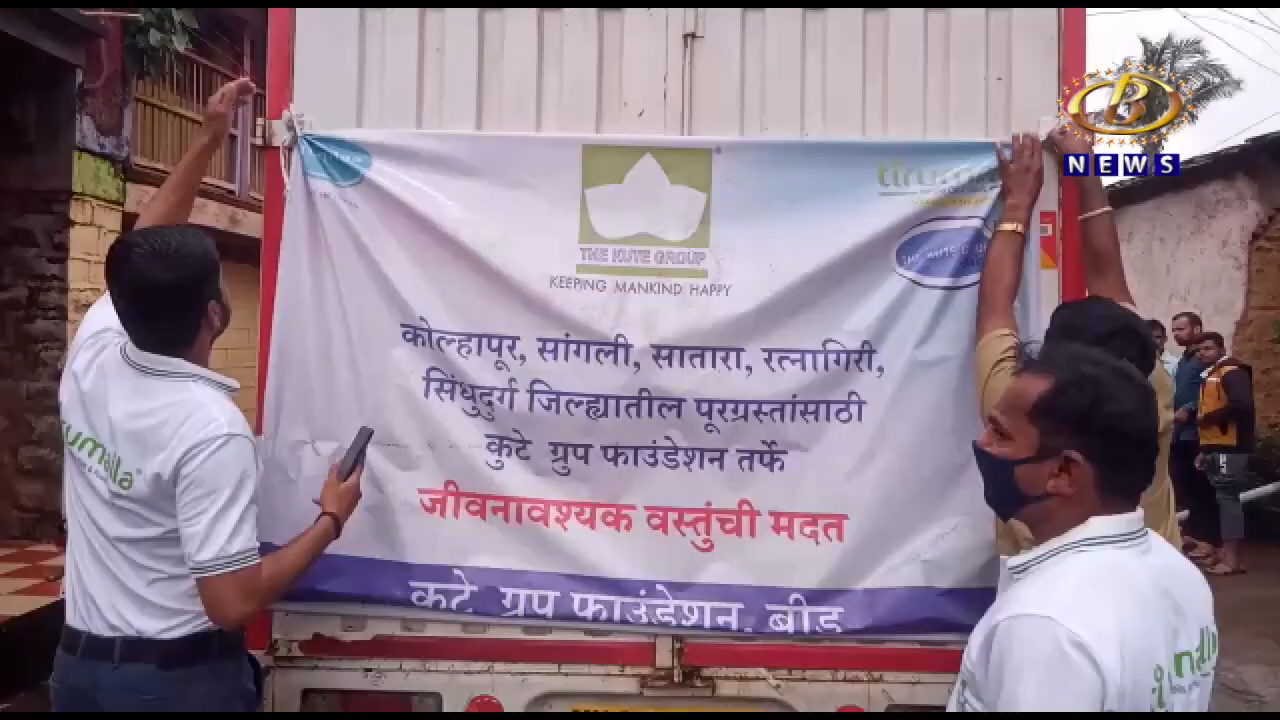 B
NEWS
THE KUTE GROUP
KEEPING MANKIND HAPPY
कोल्हापूर, सांगली, सातारा, रत्नागिरी,
सिंधुदुर्ग जिल्ह्यातील पूरग्रस्तांसाठी
कुटे ग्रुप फाउंडेशन तर्फे
जीवनावश्यक वस्तुंची मदत
कुटे ग्रुप फाउंडेशन, बीड